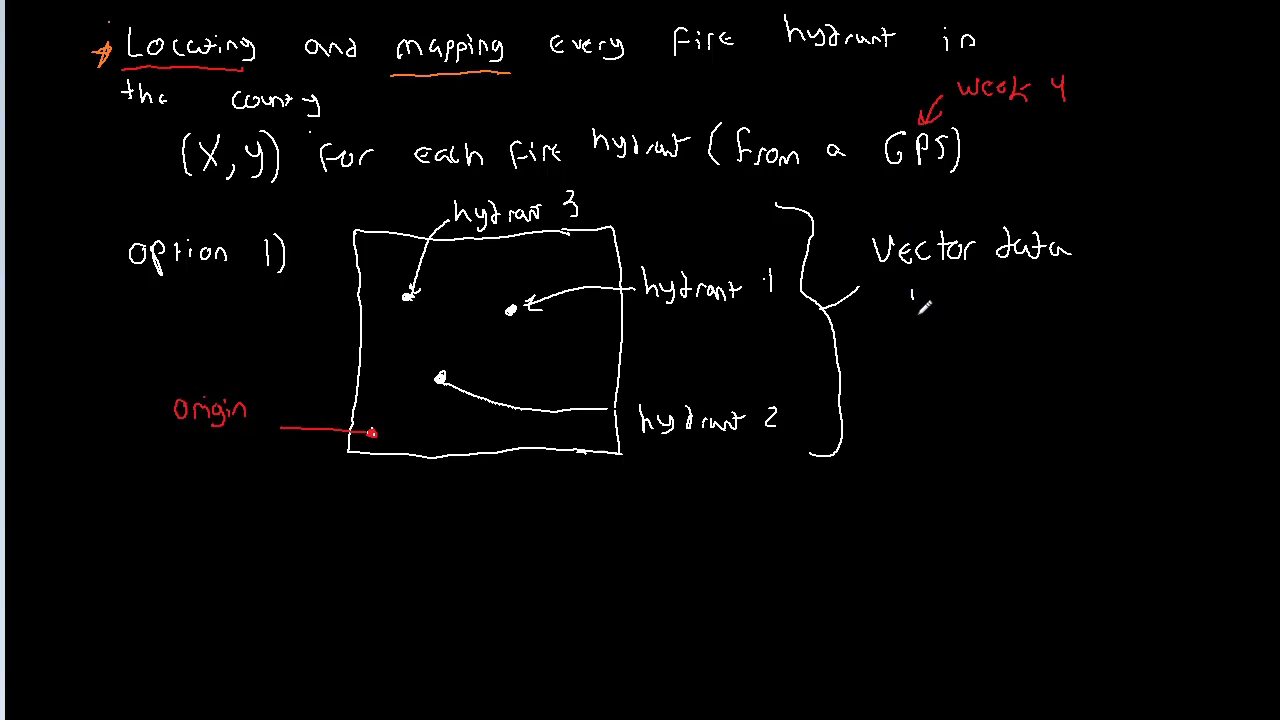 Locating and mapping every fire hydrant in
the county
week 4
(X, y) for each fire hydrant (from a GPS)
hydrant 3
option 1)
vector data
hydrant 1
origin
hydrant 2